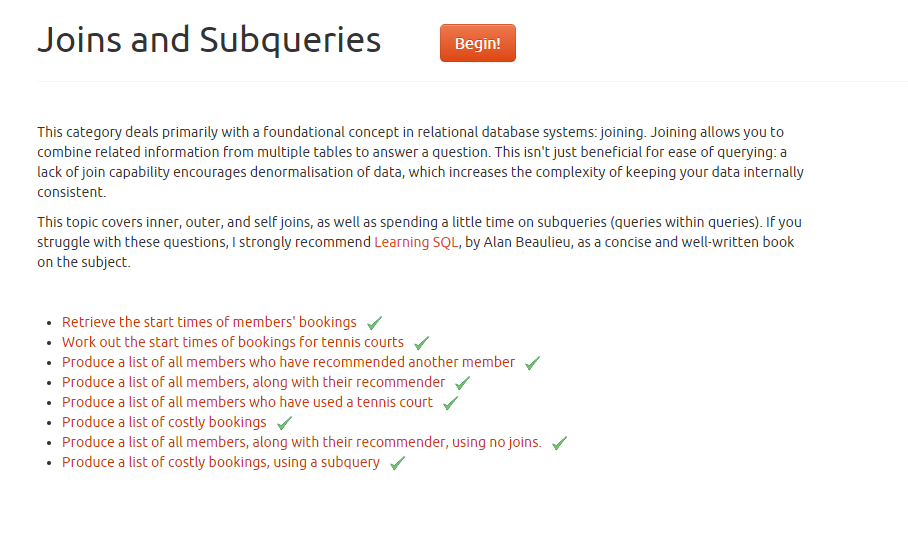 Joins and Subqueries
Begin!
This category deals primarily with a foundational concept in relational database systems: joining. Joining allows you to
combine related information from multiple tables to answer a question. This isn't just beneficial for ease of querying: a
lack of join capability encourages denormalisation of data, which increases the complexity of keeping your data internally
consistent.
This topic covers inner, outer, and self joins, as well as spending a little time on subqueries (queries within queries). If you
struggle with these questions, I strongly recommend Learning SQL, by Alan Beaulieu, as a concise and well-written book
on the subject.
Retrieve the start times of members' bookings
Work out the start times of bookings for tennis courts
Produce a list of all members who have recommended another member
Produce a list of all members, along with their recommender
Produce a list of all members who have used a tennis court
Produce a list of costly bookings
Produce a list of all members, along with their recommender, using no joins.
Produce a list of costly bookings, using a subquery